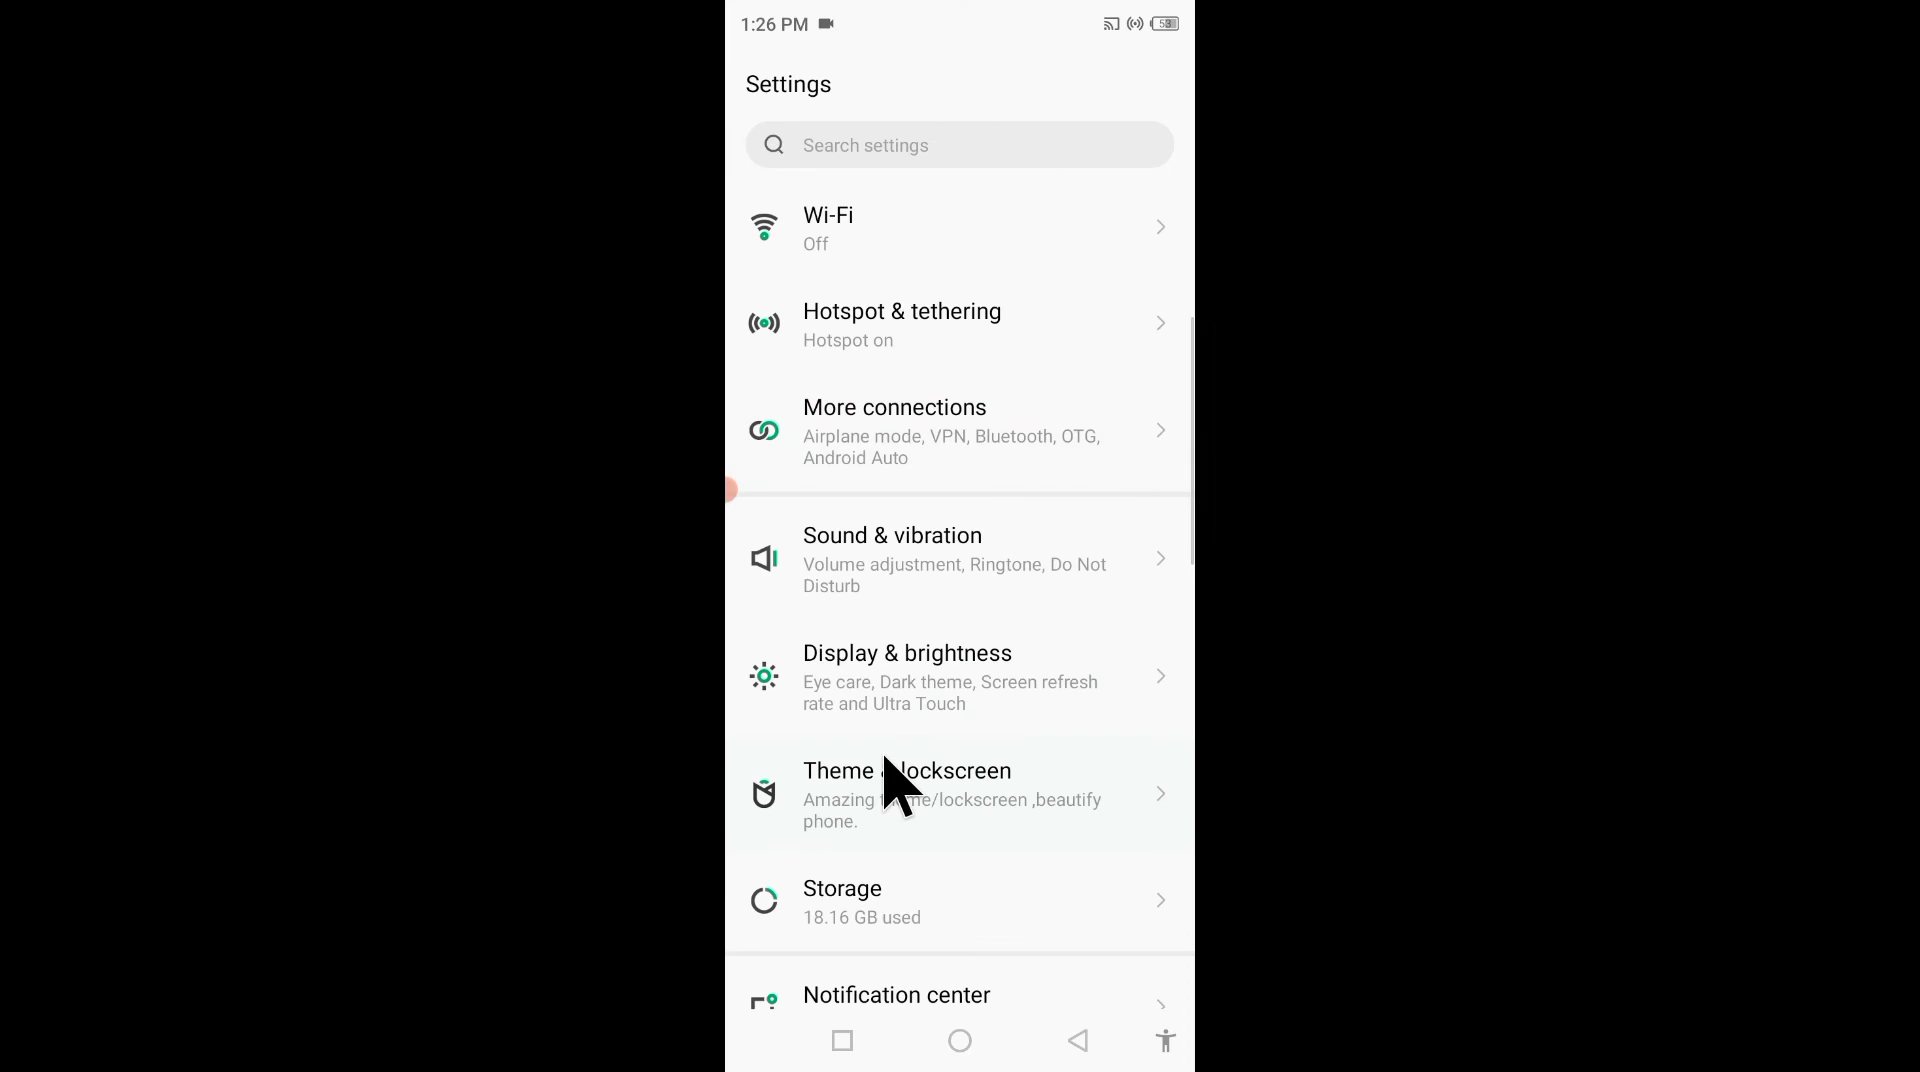 1:26 PM
53
Settings
Search settings
Wi-Fi
Off
Hotspot & tethering
Hotspot on
More connections
Airplane mode, VPN, Bluetooth, OTG,
Android Auto
Sound & vibration
Volume adjustment, Ringtone, Do Not
Disturb
Display & brightness
Eye care, Dark theme, Screen refresh
rate and Ultra Touch
Theme & lockscreen
Amazing theme/lockscreen ,beautify
phone.
Storage
18.16 GB used
Notification center